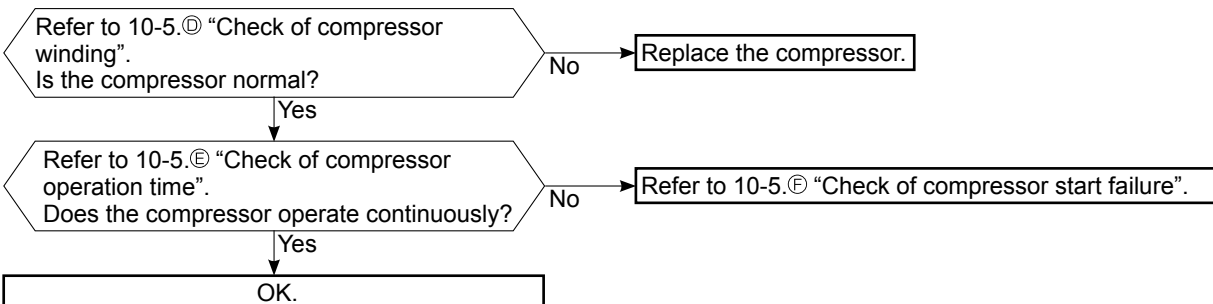 Refer to 10-5.Ⓓ “Check of compressor
winding”.
Is the compressor normal?
No
Replace the compressor.
Yes
Refer to 10-5.Ⓔ “Check of compressor
operation time”.
Does the compressor operate continuously?
No
Refer to 10-5.Ⓕ “Check of compressor start failure”.
Yes
OK.